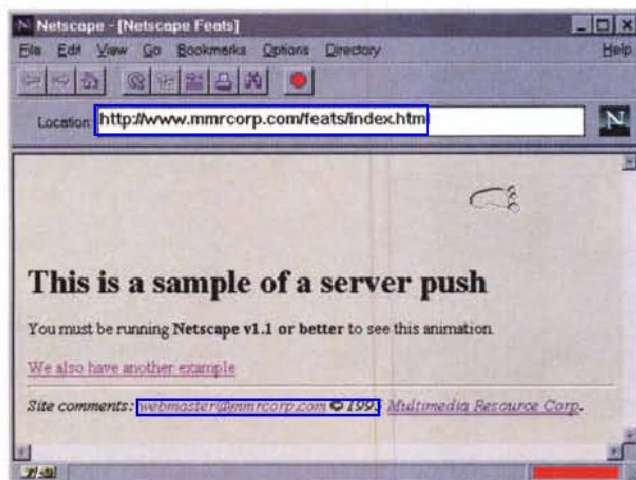 Netscape - [Netscape Feats]
File Edit View Go Bookmarks Options Directory Help
Location: http://www.mmrcorp.com/feats/index.htm
N
This is a sample of a server push
You must be running Netscape v1.1 or better to see this animation.
We also have another example
Site comments: webmaster@mmrcorp.com © 1995 Multimedia Resource Corp.